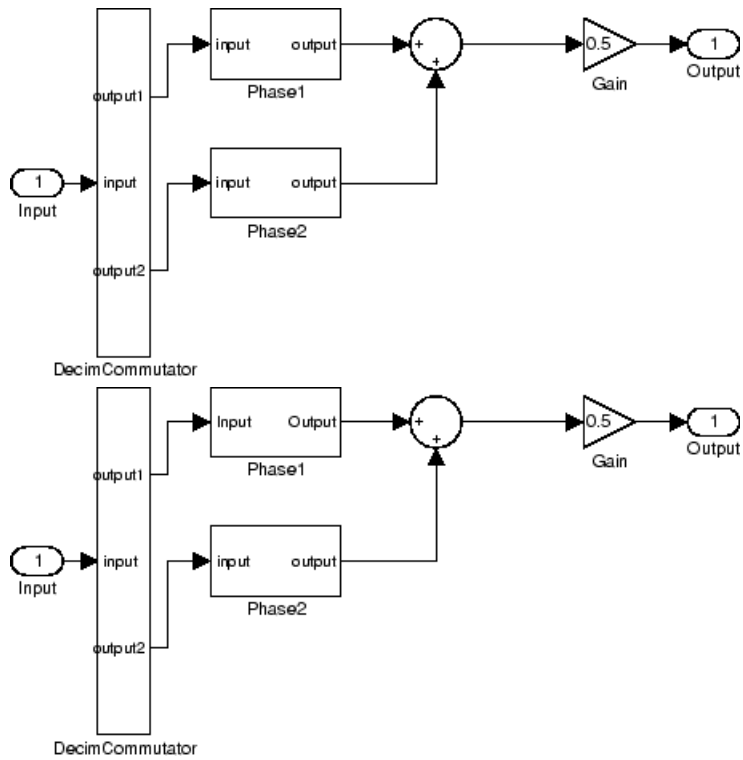 input output
Phase1
+
+
0.5
Gain
1
Output
output1
1
Input
input
input output
Phase2
output2
DecimCommutator
Input Output
Phase1
+
+
0.5
Gain
1
Output
output1
1
Input
input
input output
Phase2
output2
DecimCommutator